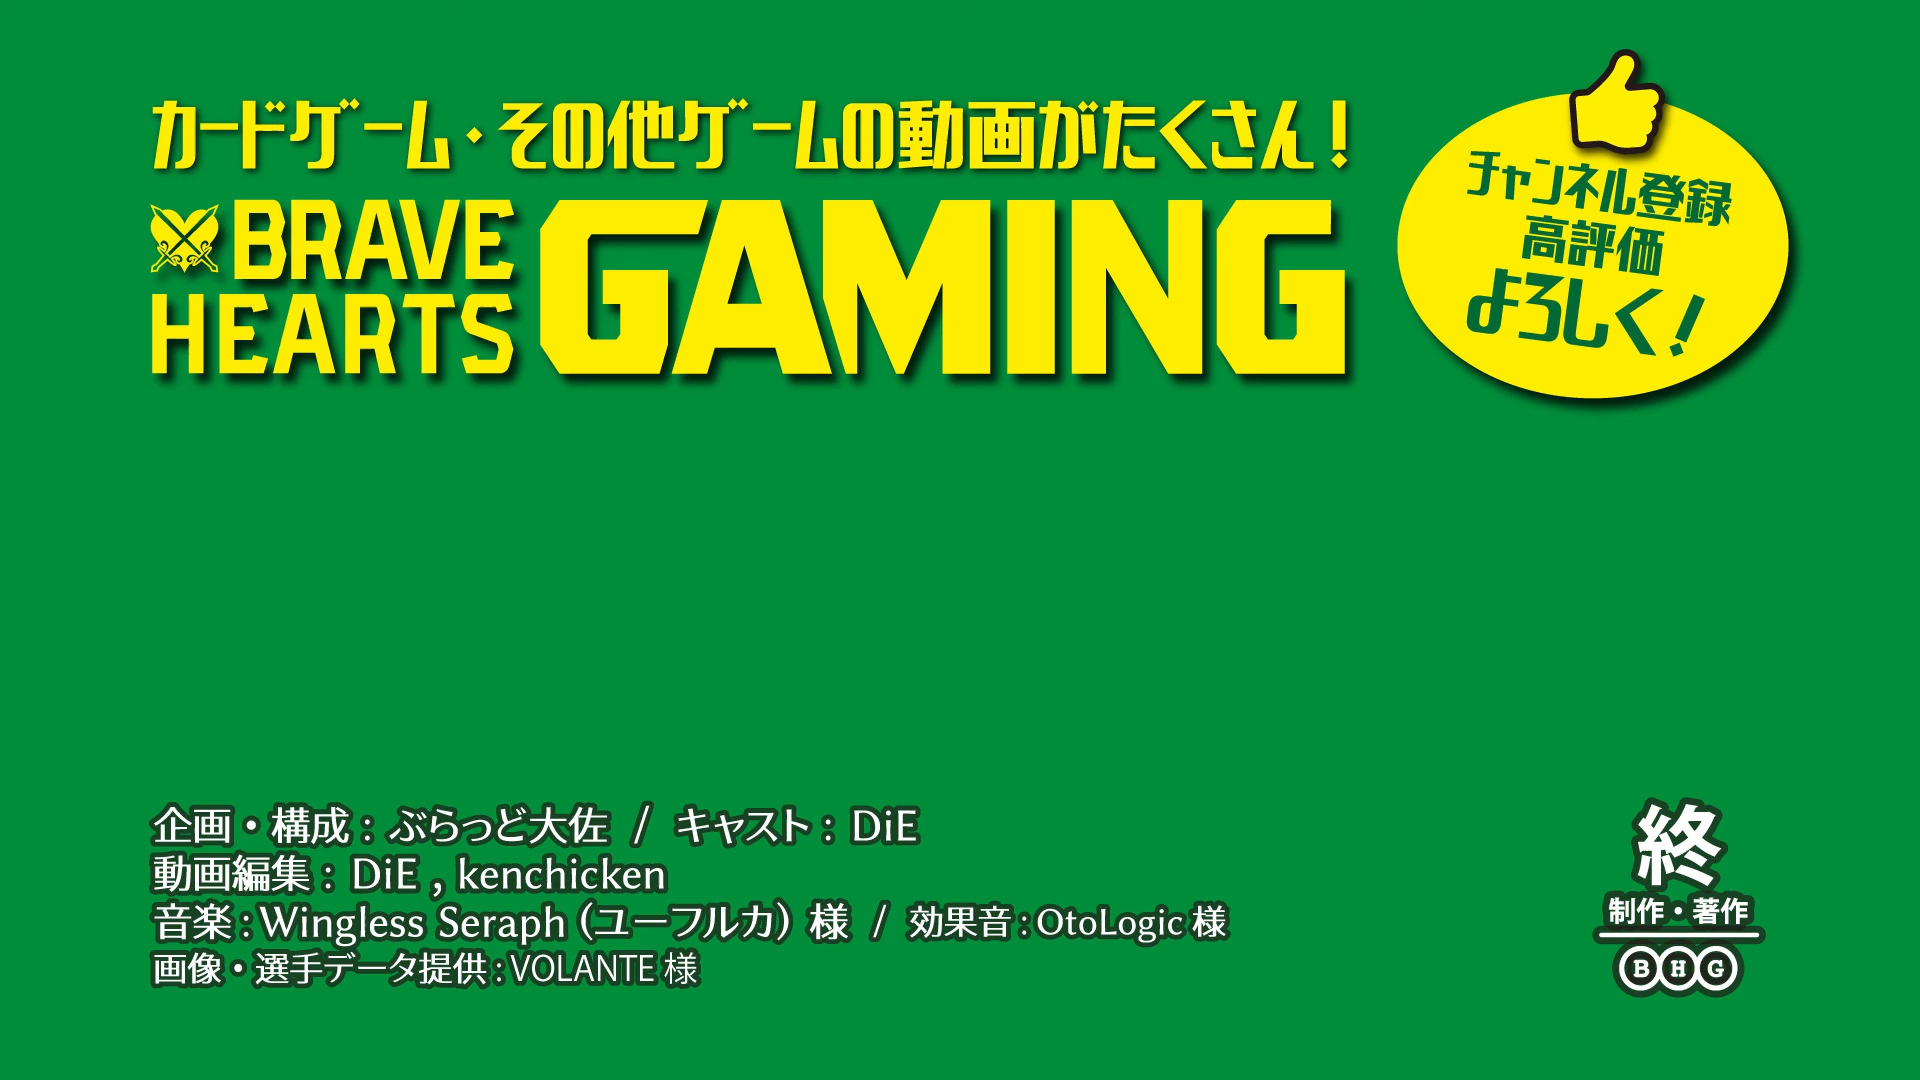 カードゲーム・その他ゲームの動画がたくさん！
BRAVE
HEARTS
GAMING
チャンネル登録
高評価
よろしく！
企画・構成：ぶらっど大佐 / キャスト：DiE
動画編集：DiE , kenchicken
音楽：Wingless Seraph（ユーフルカ）様 / 効果音：OtoLogic 様
画像・選手データ提供：VOLANTE 様
終
制作・著作
BHG